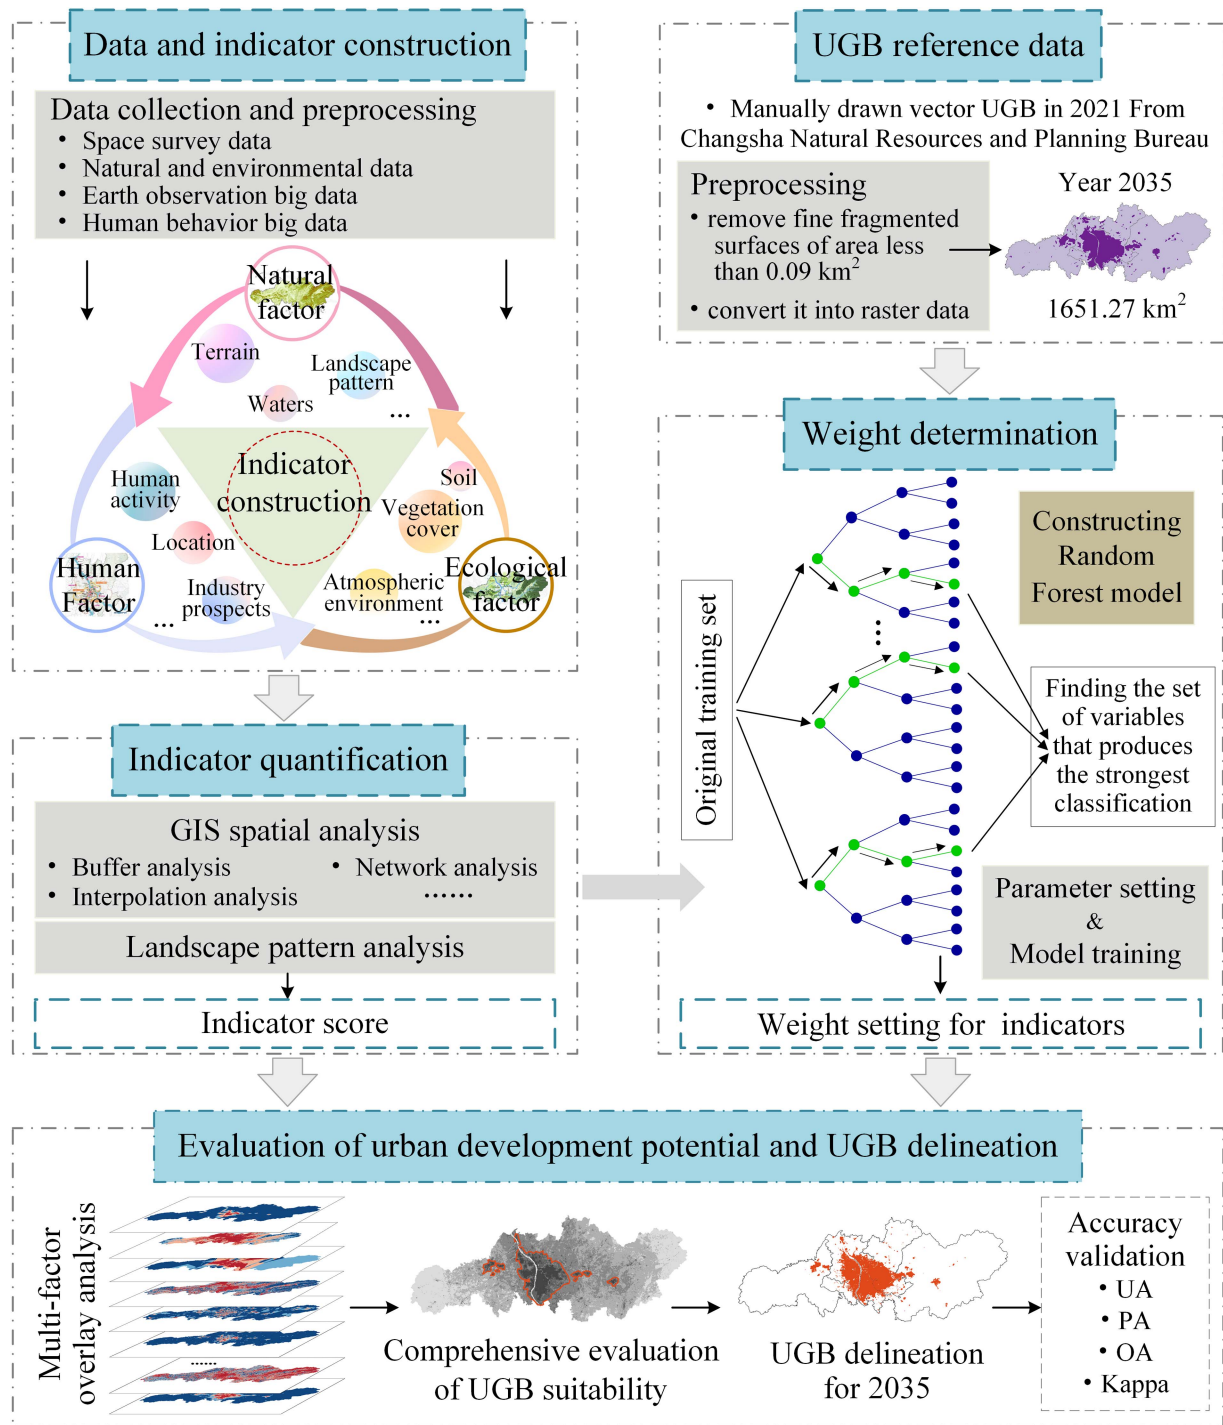 Data and indicator construction
Data collection and preprocessing
• Space survey data
• Natural and environmental data
• Earth observation big data
• Human behavior big data
Natural
factor
Terrain
Landscape
pattern
Waters
...
Indicator
construction
Human
activity
Location
Industry
prospects
...
Human
Factor
Soil
Vegetation
cover
Atmospheric
environment
...
Ecological
factor
Indicator quantification
GIS spatial analysis
• Buffer analysis
• Network analysis
• Interpolation analysis
......
Landscape pattern analysis
Indicator score
UGB reference data
• Manually drawn vector UGB in 2021 From
Changsha Natural Resources and Planning Bureau
Preprocessing
• remove fine fragmented
surfaces of area less
than 0.09 km²
• convert it into raster data
Year 2035
1651.27 km²
Weight determination
Original training set
...
Constructing
Random
Forest model
Finding the set
of variables
that produces
the strongest
classification
Parameter setting
&
Model training
Weight setting for indicators
Evaluation of urban development potential and UGB delineation
Multi-factor
overlay analysis
......
Comprehensive evaluation
of UGB suitability
UGB delineation
for 2035
Accuracy
validation
• UA
• PA
• OA
• Kappa